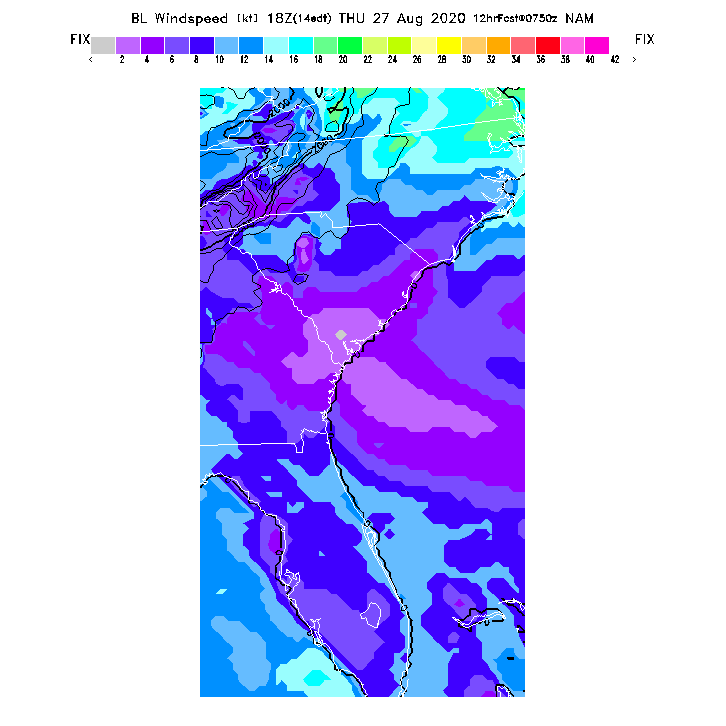 BL Windspeed [kt] 18Z(14edt) THU 27 Aug 2020 12hrFcst@0750z NAM
FIX FIX
< 2 4 6 8 10 12 14 16 18 20 22 24 26 28 30 32 34 36 38 40 42 >